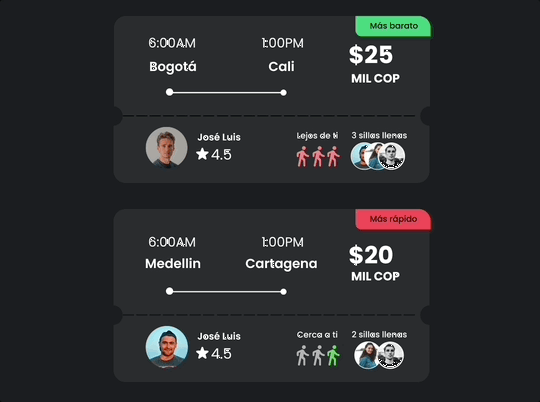 Más barato
6:00AM 1:00PM $25
Bogotá Cali MIL COP
José Luis Lejos de ti 3 sillas llenas
4.5
Más rápido
6:00AM 1:00PM $20
Medellin Cartagena MIL COP
José Luis Cerca a ti 2 sillas llenas
4.5